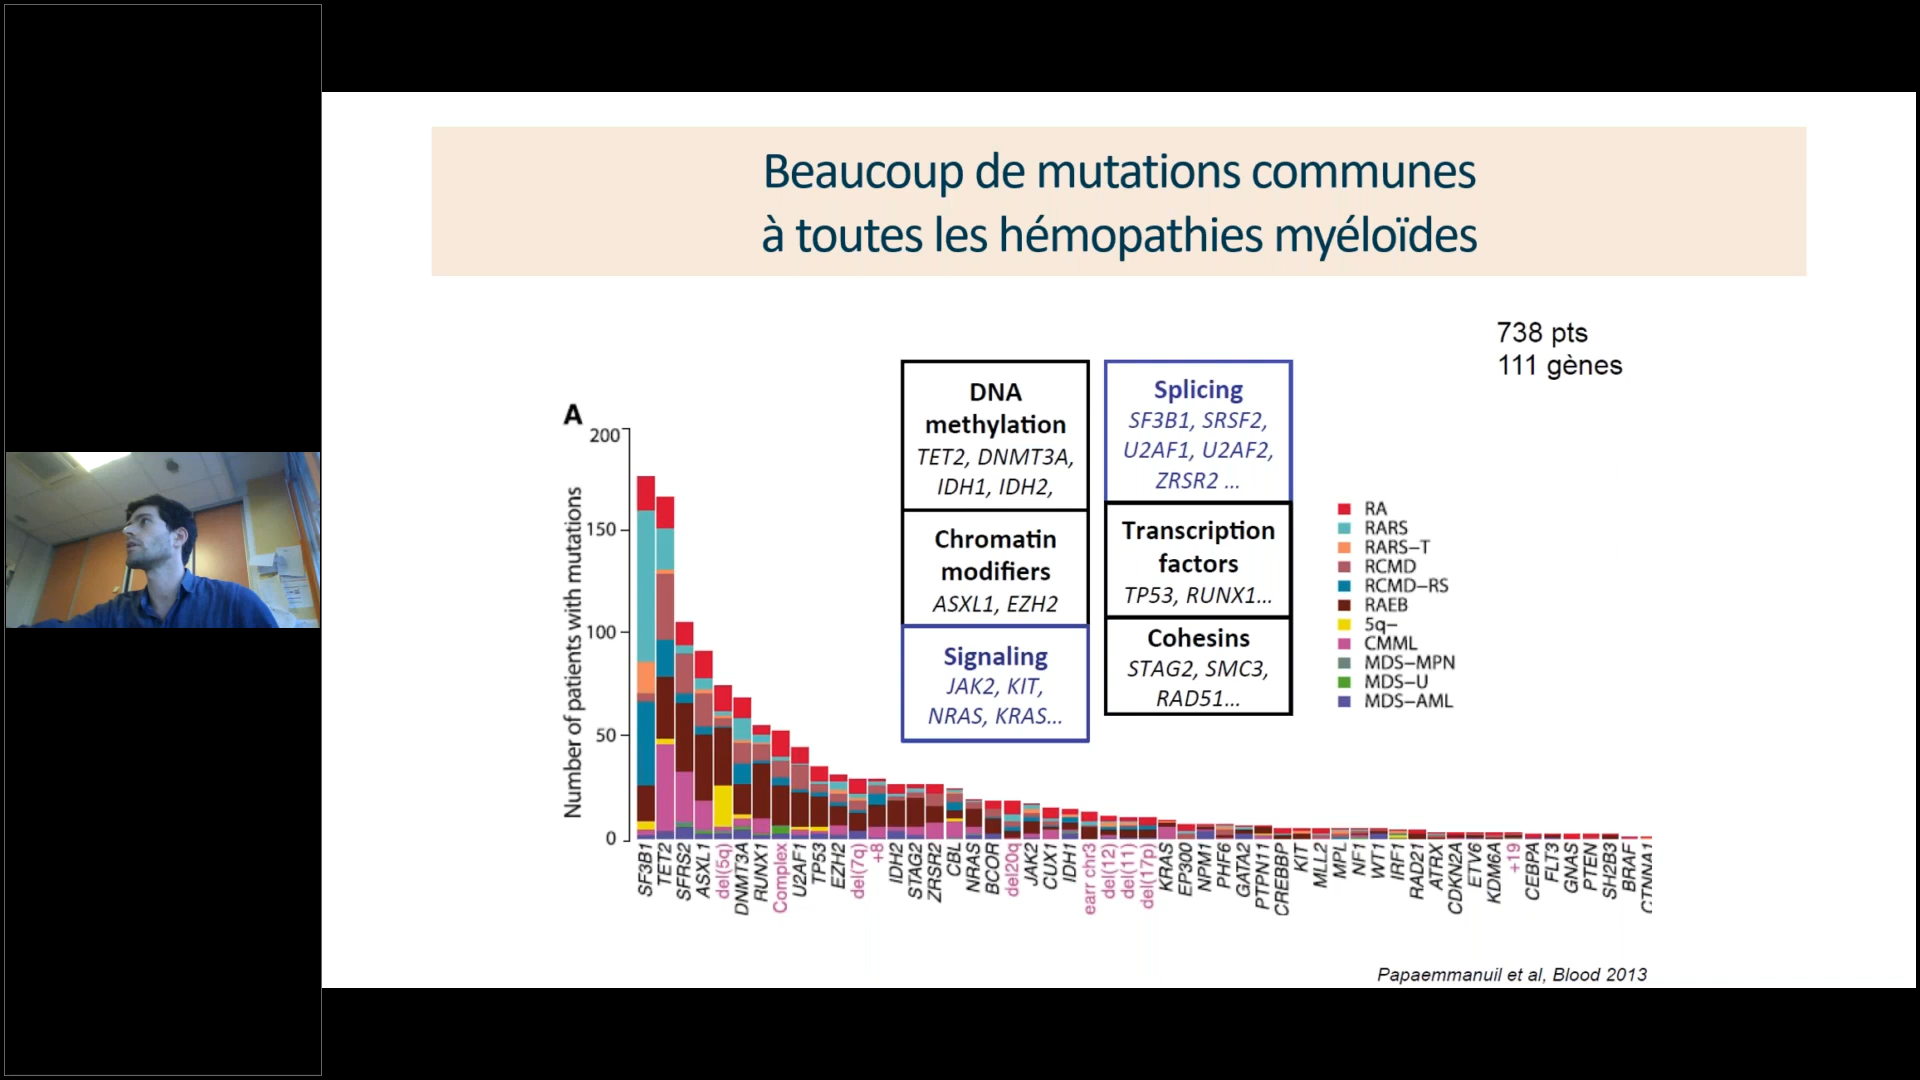 Beaucoup de mutations communes
à toutes les hémopathies myéloïdes
738 pts
111 gènes
DNA
methylation
TET2, DNMT3A,
IDH1, IDH2,
Chromatin
modifiers
ASXL1, EZH2
Signaling
JAK2, KIT,
NRAS, KRAS...
Splicing
SF3B1, SRSF2,
U2AF1, U2AF2,
ZRSR2 ...
Transcription
factors
TP53, RUNX1...
Cohesins
STAG2, SMC3,
RAD51...
A
Number of patients with mutations
200
150
100
50
0
RA
RARS
RARS–T
RCMD
RCMD–RS
RAEB
5q–
CMML
MDS–MPN
MDS–U
MDS–AML
SF3B1
TET2
SFRS2
ASXL1
del(5q)
DNMT3A
RUNX1
Complex
U2AF1
TP53
EZH2
del(7q)
+8
IDH2
STAG2
ZRSR2
CBL
NRAS
BCOR
del20q
JAK2
CUX1
IDH1
earr chr3
del(12)
del(11)
del(17p)
KRAS
EP300
NPM1
PHF6
GATA2
PTPN11
CREBBP
KIT
MLL2
MPL
NF1
WT1
IRF1
RAD21
ATRX
CDKN2A
ETV6
KDM6A
+19
CEBPA
FLT3
GNAS
PTEN
SH2B3
BRAF
CTNNA1
Papaemmanuil et al, Blood 2013